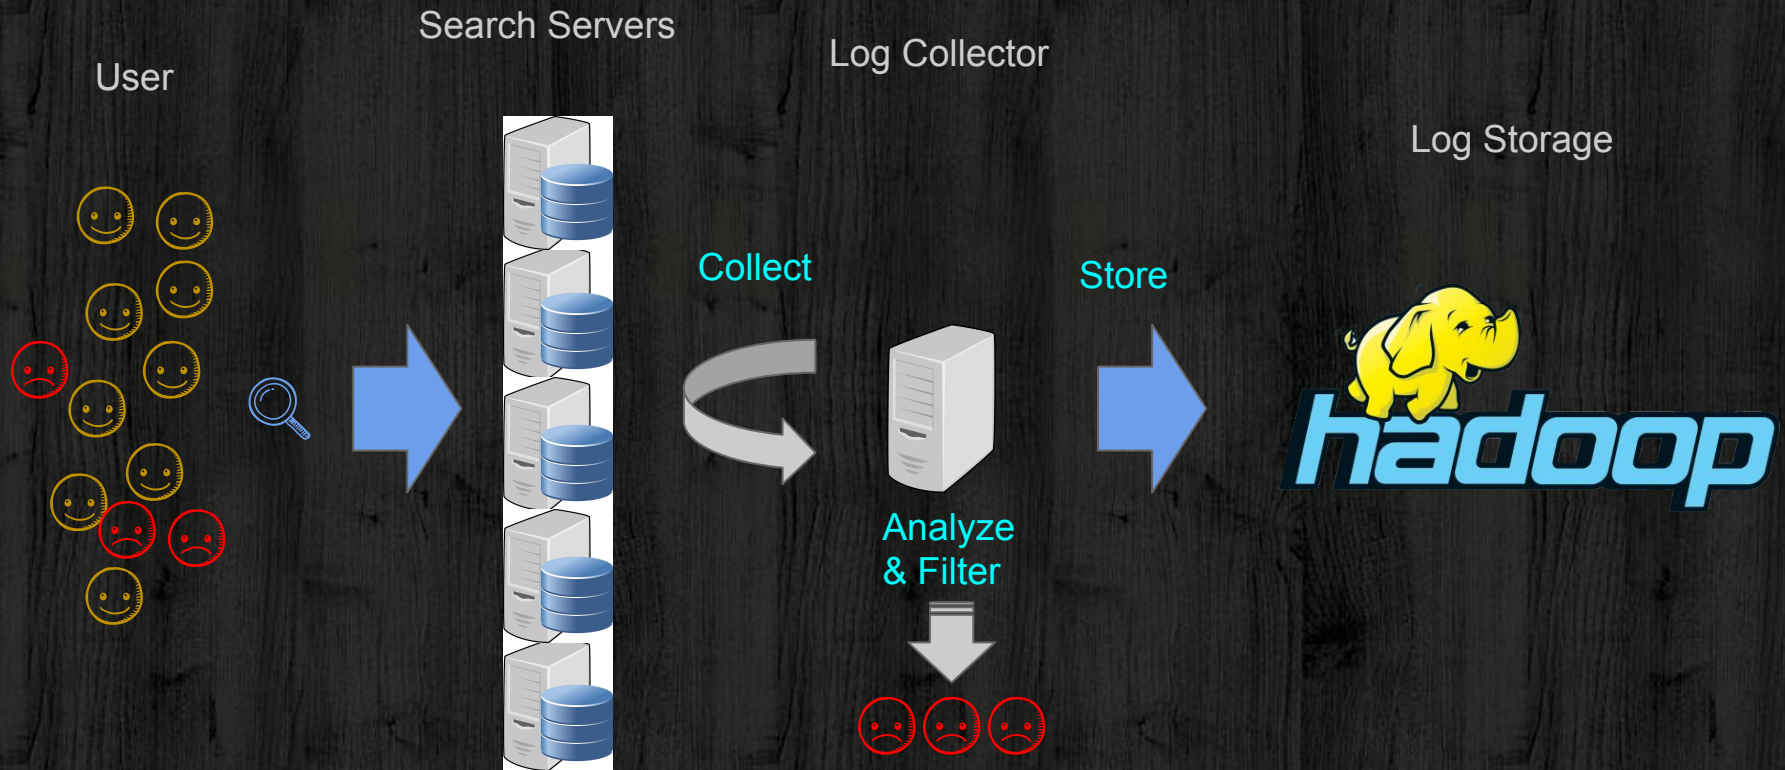 Search Servers
Log Collector
User
Log Storage
Collect
Store
hadoop
Analyze
& Filter